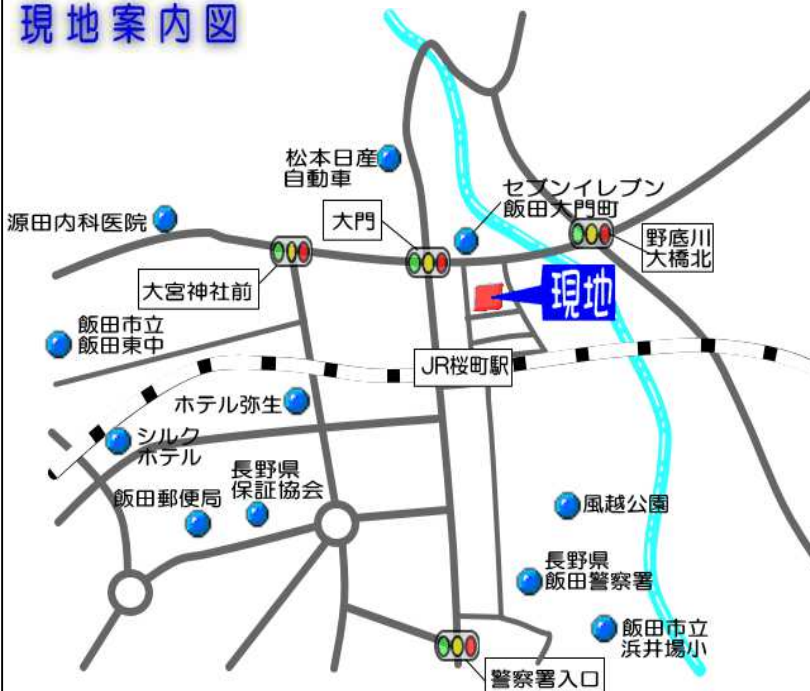 現地案内図
松本日産
自動車
セブンイレブン
飯田大門町
源田内科医院
大門
野底川
大橋北
大宮神社前
現地
飯田市立
飯田東中
JR桜町駅
ホテル弥生
シルク
ホテル
長野県
保証協会
飯田郵便局
風越公園
長野県
飯田警察署
飯田市立
浜井場小
警察署入口